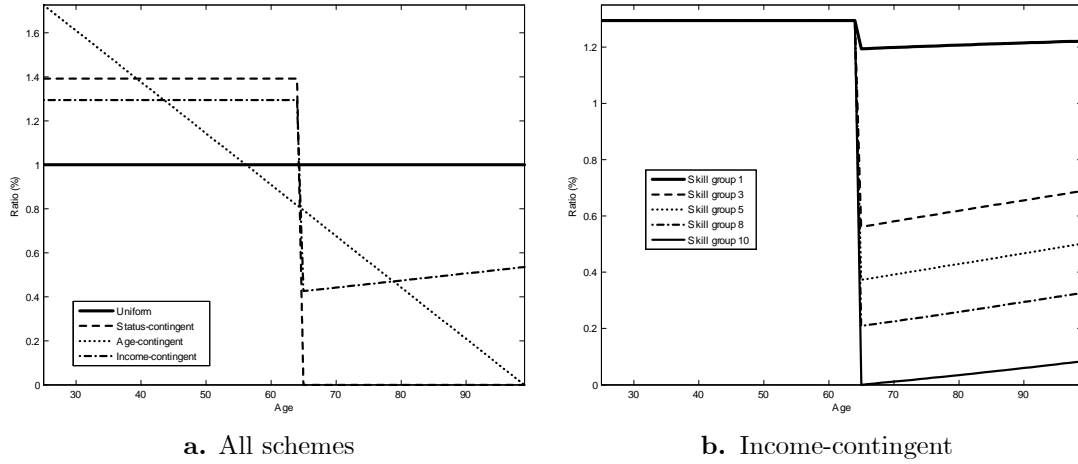 1.6
1.4
1.2
1
0.8
0.6
0.4
0.2
0
Ratio (%)
30 40 50 60 70 80 90
Age
Uniform
Status-contingent
Age-contingent
Income-contingent
a. All schemes
1.2
1
0.8
0.6
0.4
0.2
0
Ratio (%)
30 40 50 60 70 80 90
Age
Skill group 1
Skill group 3
Skill group 5
Skill group 8
Skill group 10
b. Income-contingent